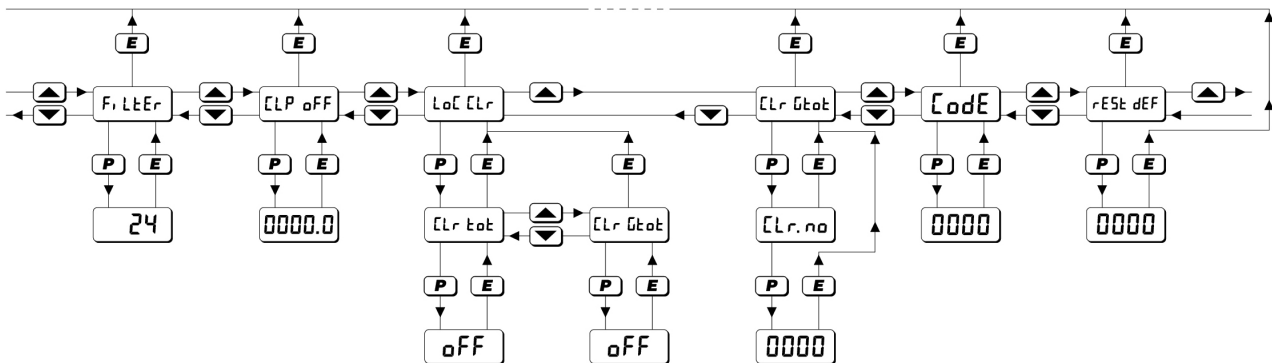 E E E E E E
FiLtEr CLP oFF LoC CLr CLr Gtot CodE rESt dEF
P E P E P E E P E P E P E
24 0000.0 CLr tot CLr Gtot CLr.no 0000 0000
P E P E P E
oFF oFF 0000